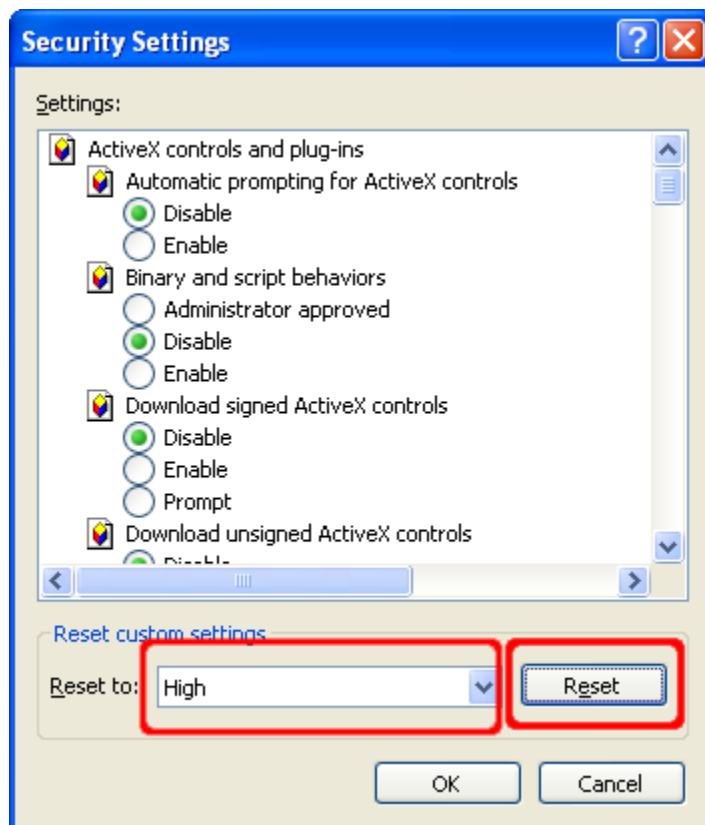 Security Settings
Settings:
ActiveX controls and plug-ins
Automatic prompting for ActiveX controls
Disable
Enable
Binary and script behaviors
Administrator approved
Disable
Enable
Download signed ActiveX controls
Disable
Enable
Prompt
Download unsigned ActiveX controls
Disable
Reset custom settings
Reset to: High Reset
OK Cancel